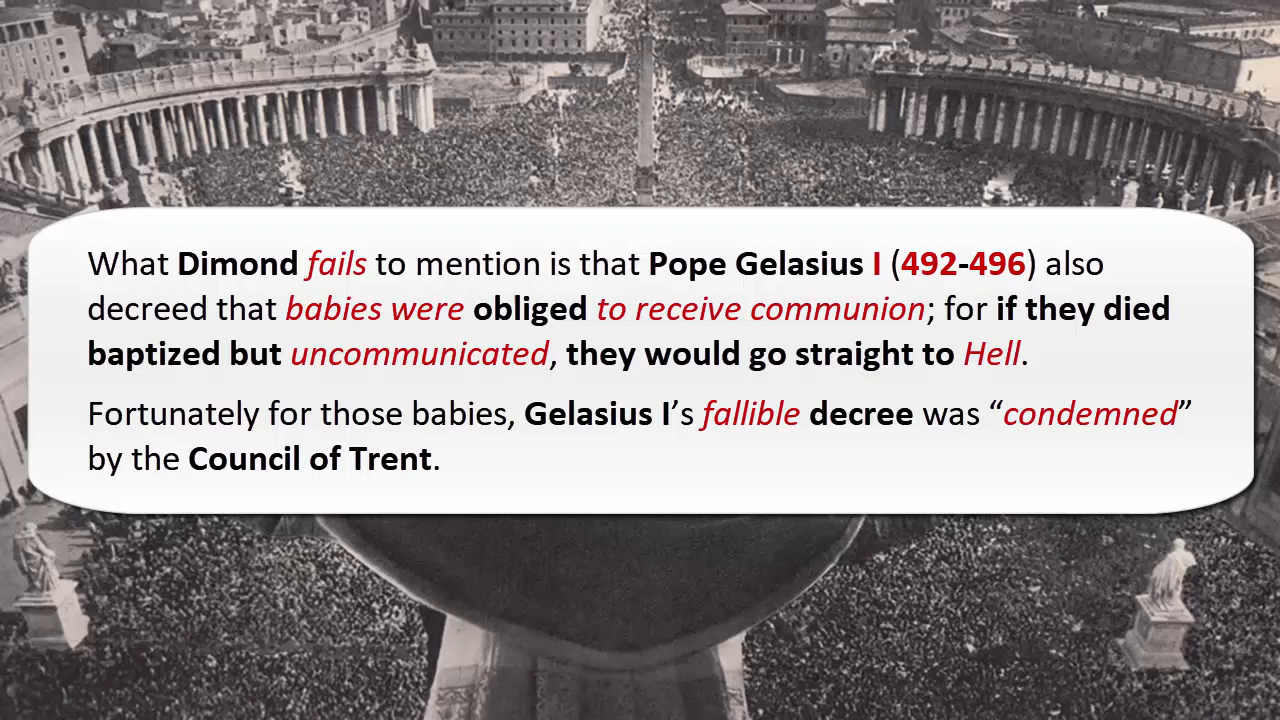 What Dimond fails to mention is that Pope Gelasius I (492-496) also
decreed that babies were obliged to receive communion; for if they died
baptized but uncommunicated, they would go straight to Hell.
Fortunately for those babies, Gelasius I’s fallible decree was “condemned”
by the Council of Trent.